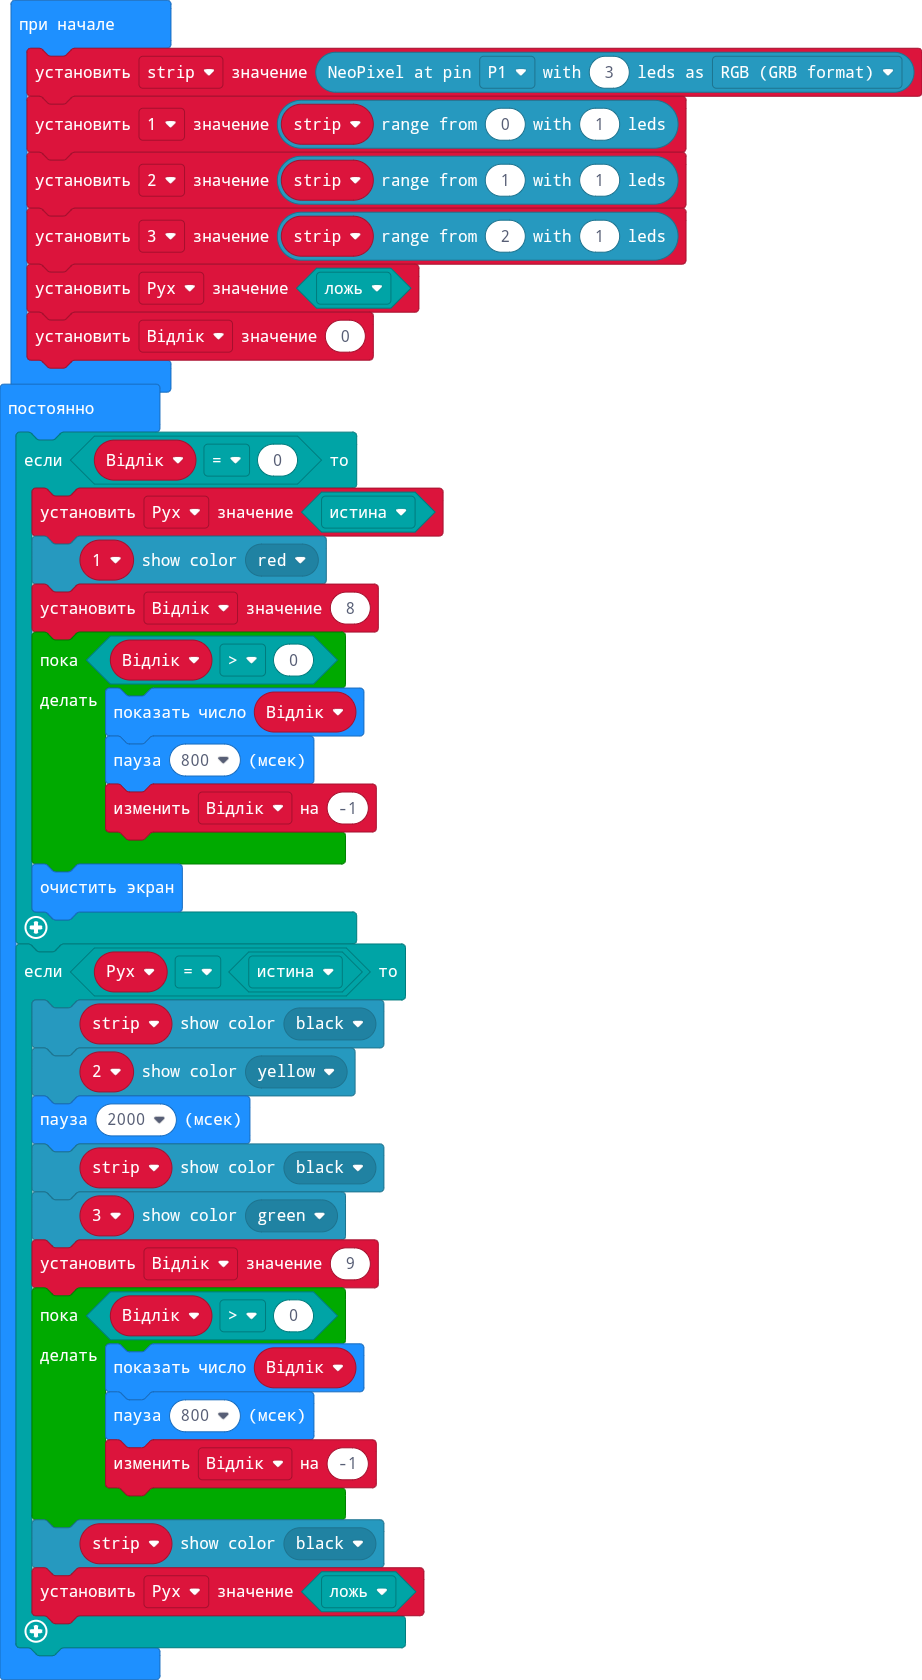 при начале
установить strip значение NeoPixel at pin P1 with 3 leds as RGB (GRB format)
установить 1 значение strip range from 0 with 1 leds
установить 2 значение strip range from 1 with 1 leds
установить 3 значение strip range from 2 with 1 leds
установить Рух значение ложь
установить Відлік значение 0
постоянно
если Відлік = 0 то
установить Рух значение истина
1 show color red
установить Відлік значение 8
пока Відлік > 0
делать
показать число Відлік
пауза 800 (мсек)
изменить Відлік на -1
очистить экран
если Рух = истина то
strip show color black
2 show color yellow
пауза 2000 (мсек)
strip show color black
3 show color green
установить Відлік значение 9
пока Відлік > 0
делать
показать число Відлік
пауза 800 (мсек)
изменить Відлік на -1
strip show color black
установить Рух значение ложь